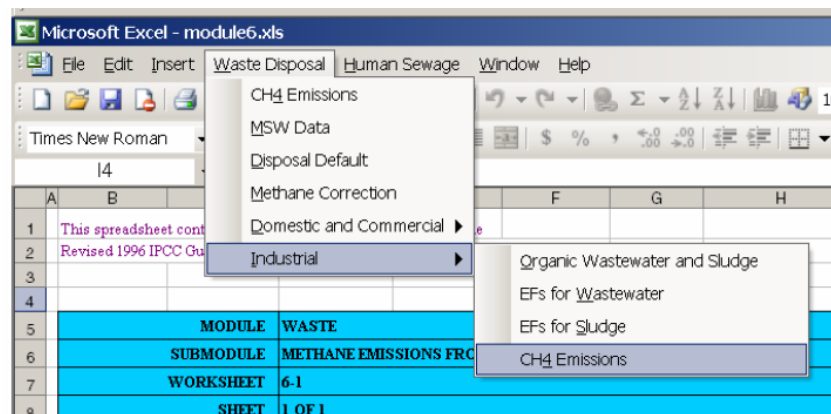 Microsoft Excel - module6.xls
File Edit Insert Waste Disposal Human Sewage Window Help
CH4 Emissions
MSW Data
Disposal Default
Methane Correction
Domestic and Commercial
Industrial
Organic Wastewater and Sludge
EFs for Wastewater
EFs for Sludge
CH4 Emissions
Times New Roman
$ %
I4
A B F G H
1 This spreadsheet
2 Revised 1996 IPCC
3
4
5 MODULE WASTE
6 SUBMODULE METHANE EMISSIONS
7 WORKSHEET 6-1
8 SHEET 1 OF 1